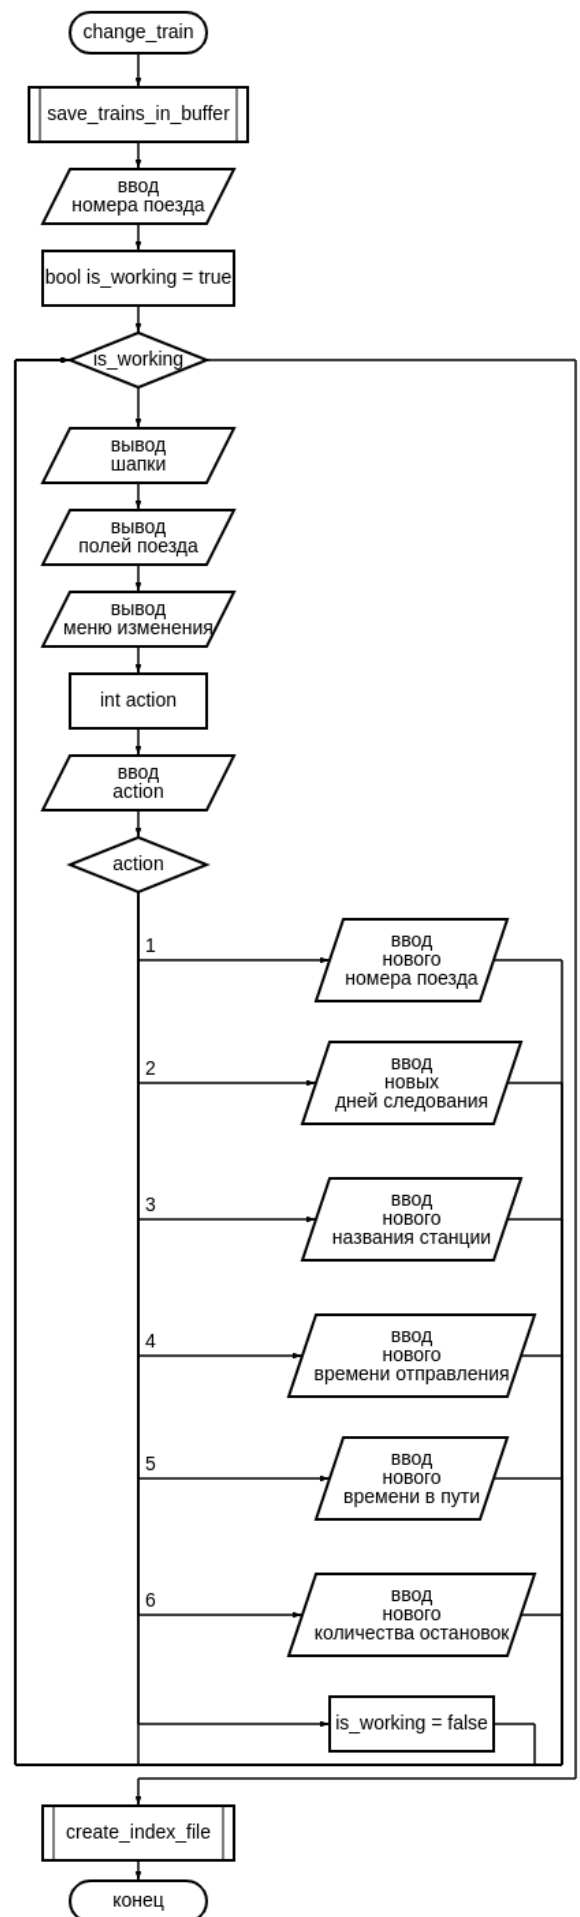 change_train
save_trains_in_buffer
ввод
номера поезда
bool is_working = true
is_working
вывод
шапки
вывод
полей поезда
вывод
меню изменения
int action
ввод
action
action
1
ввод
нового
номера поезда
2
ввод
новых
дней следования
3
ввод
нового
названия станции
4
ввод
нового
времени отправления
5
ввод
нового
времени в пути
6
ввод
нового
количества остановок
is_working = false
create_index_file
конец